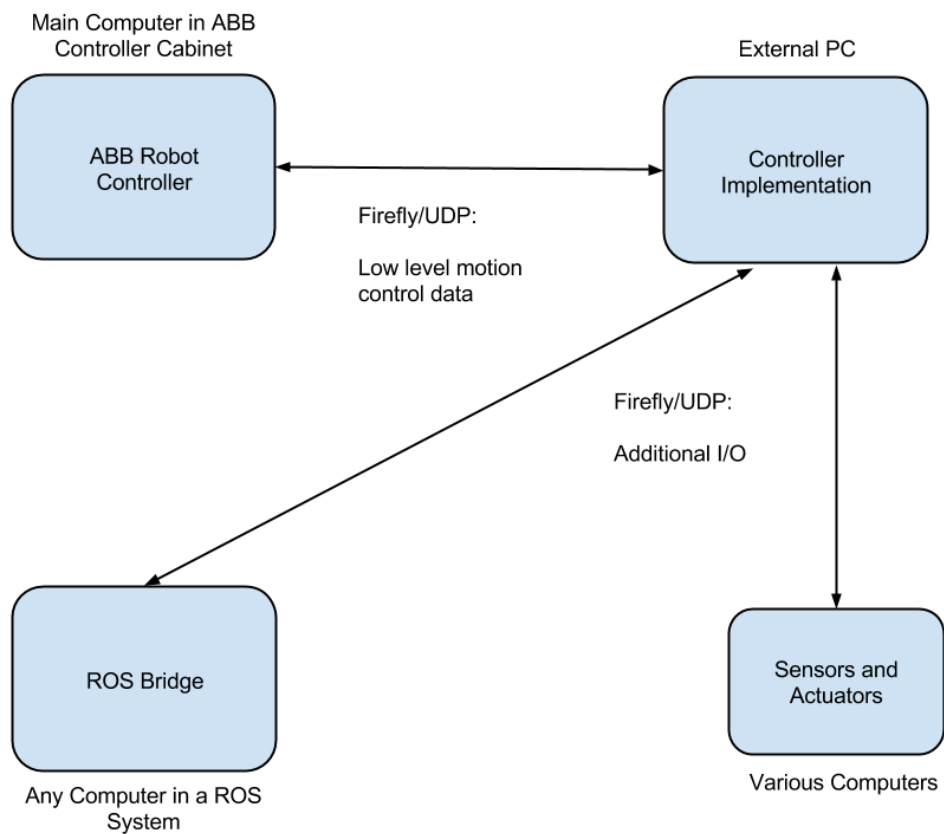 Main Computer in ABB
Controller Cabinet
External PC
ABB Robot
Controller
Controller
Implementation
Firefly/UDP:
Low level motion
control data
Firefly/UDP:
Additional I/O
ROS Bridge
Sensors and
Actuators
Any Computer in a ROS
System
Various Computers